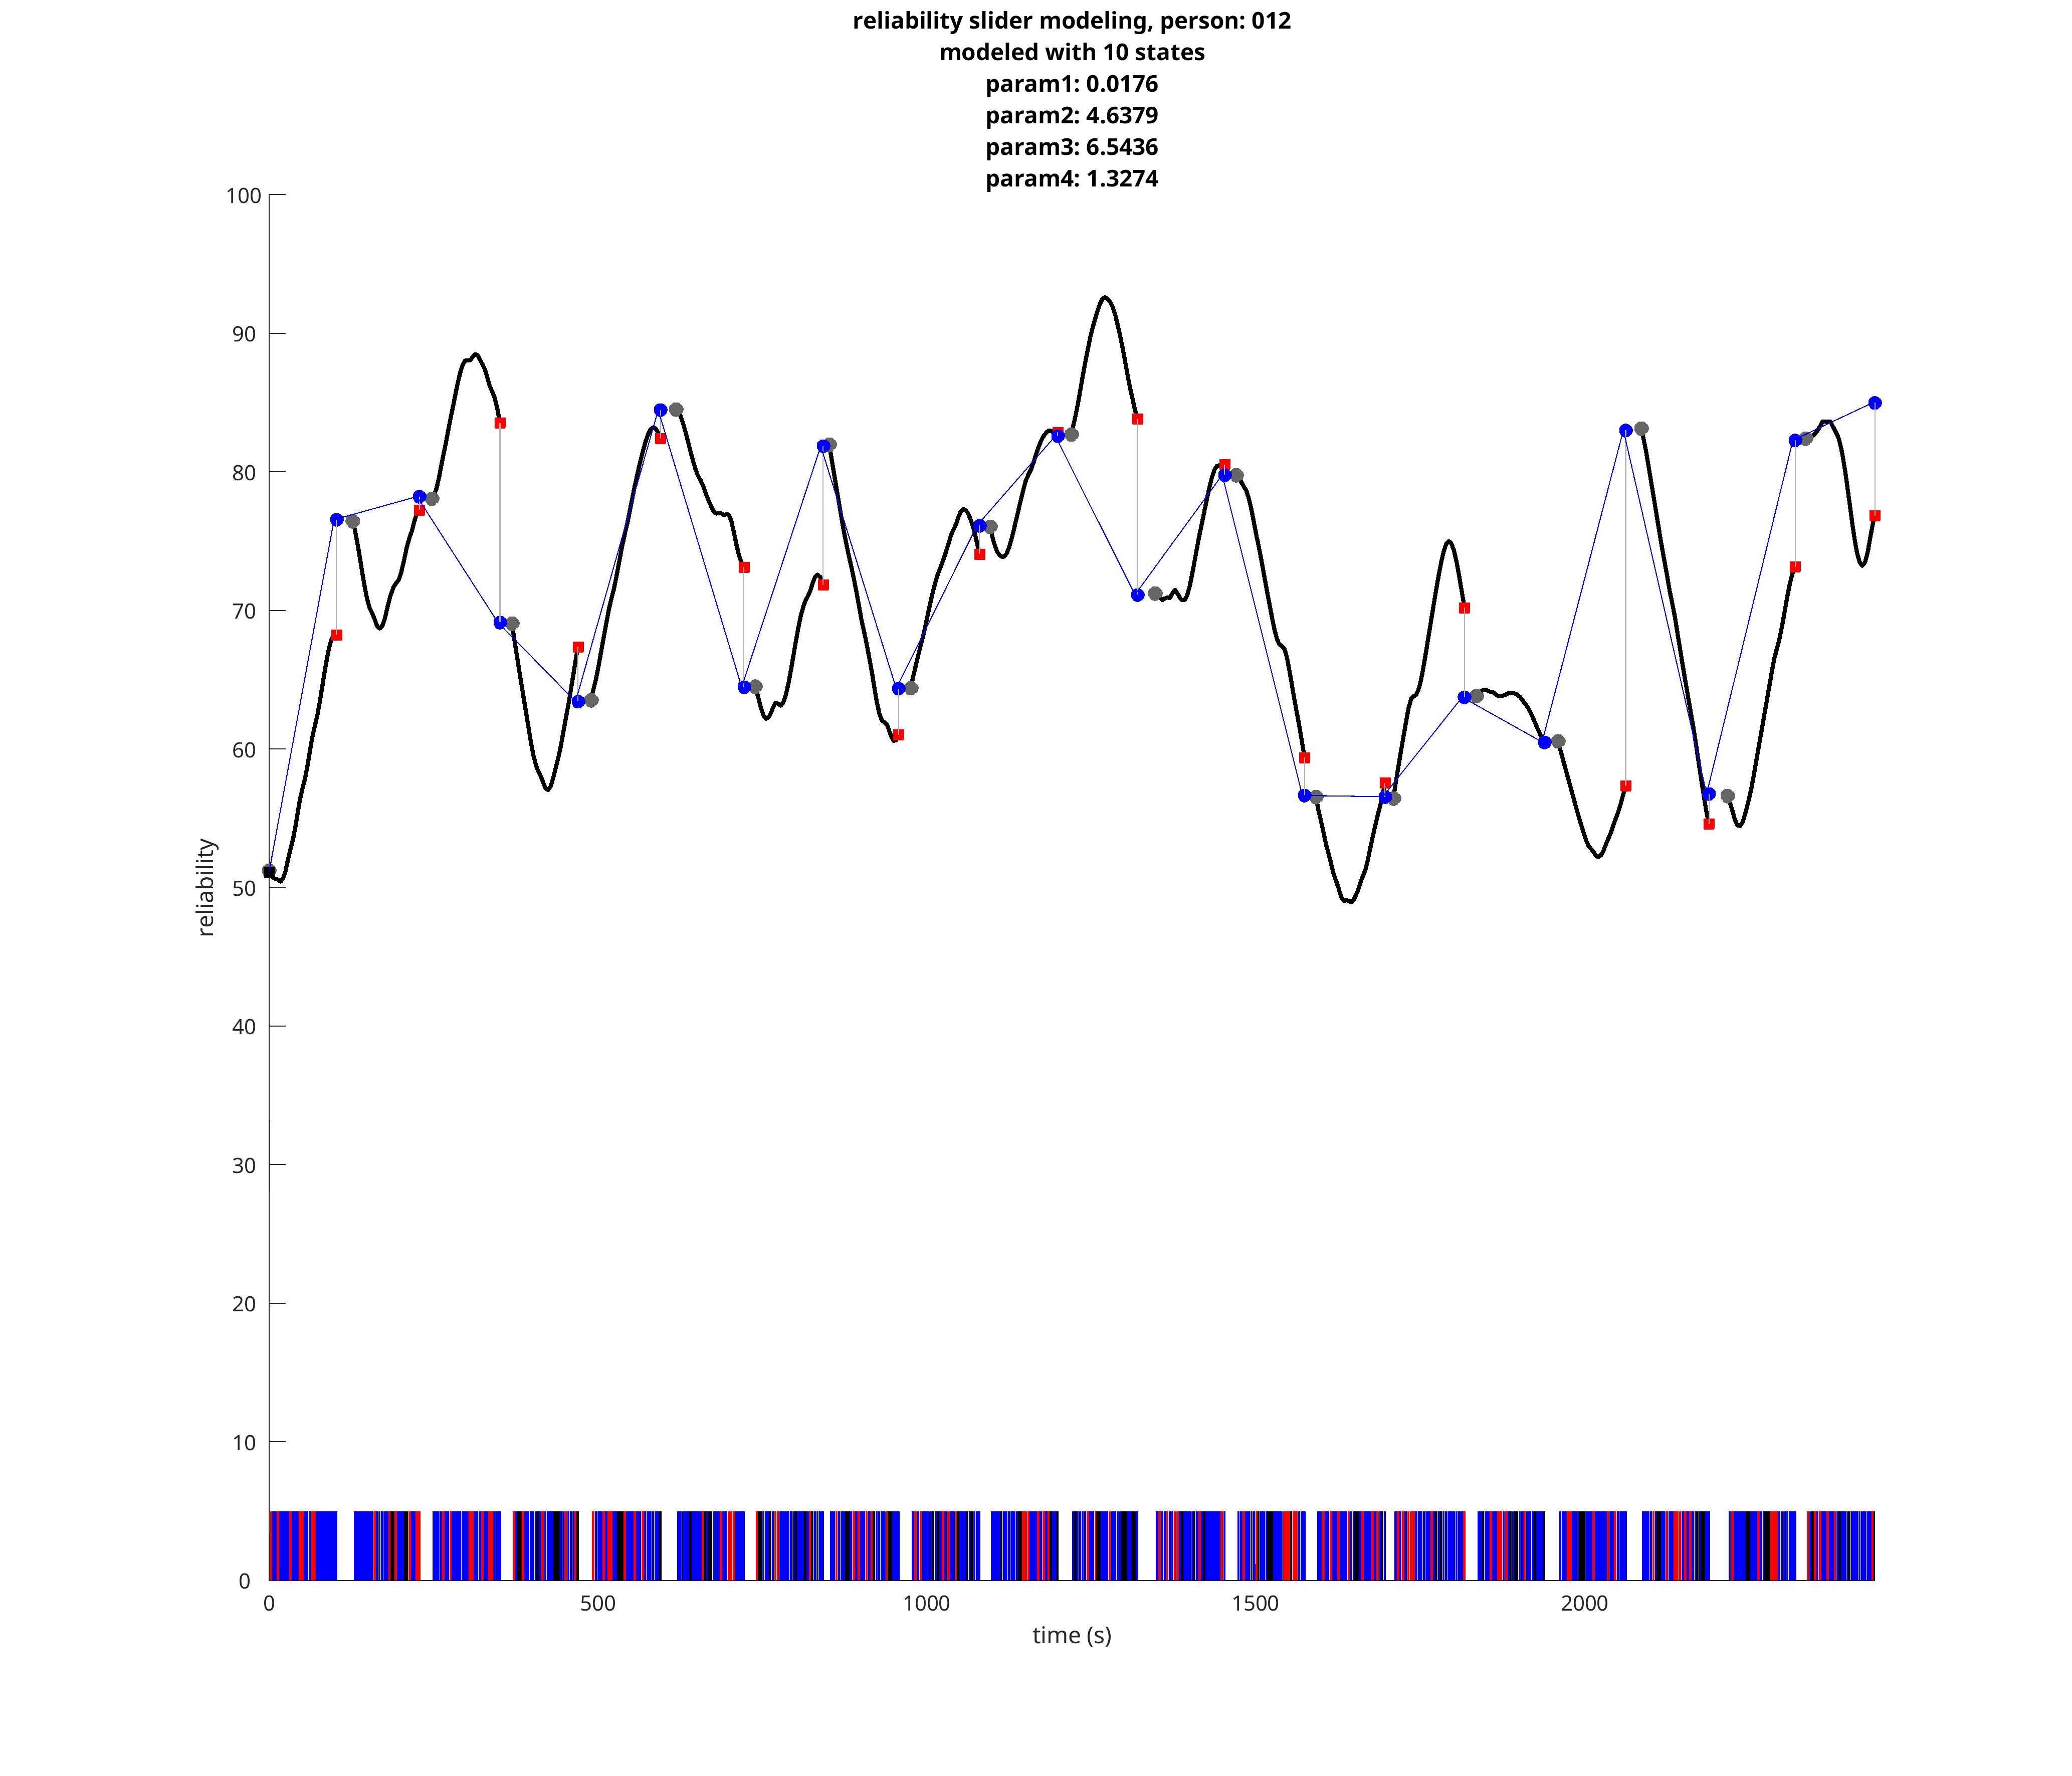 reliability slider modeling, person: 012
modeled with 10 states
param1: 0.0176
param2: 4.6379
param3: 6.5436
param4: 1.3274
100
90
80
70
60
50
40
30
20
10
0
reliability
0 500 1000 1500 2000
time (s)